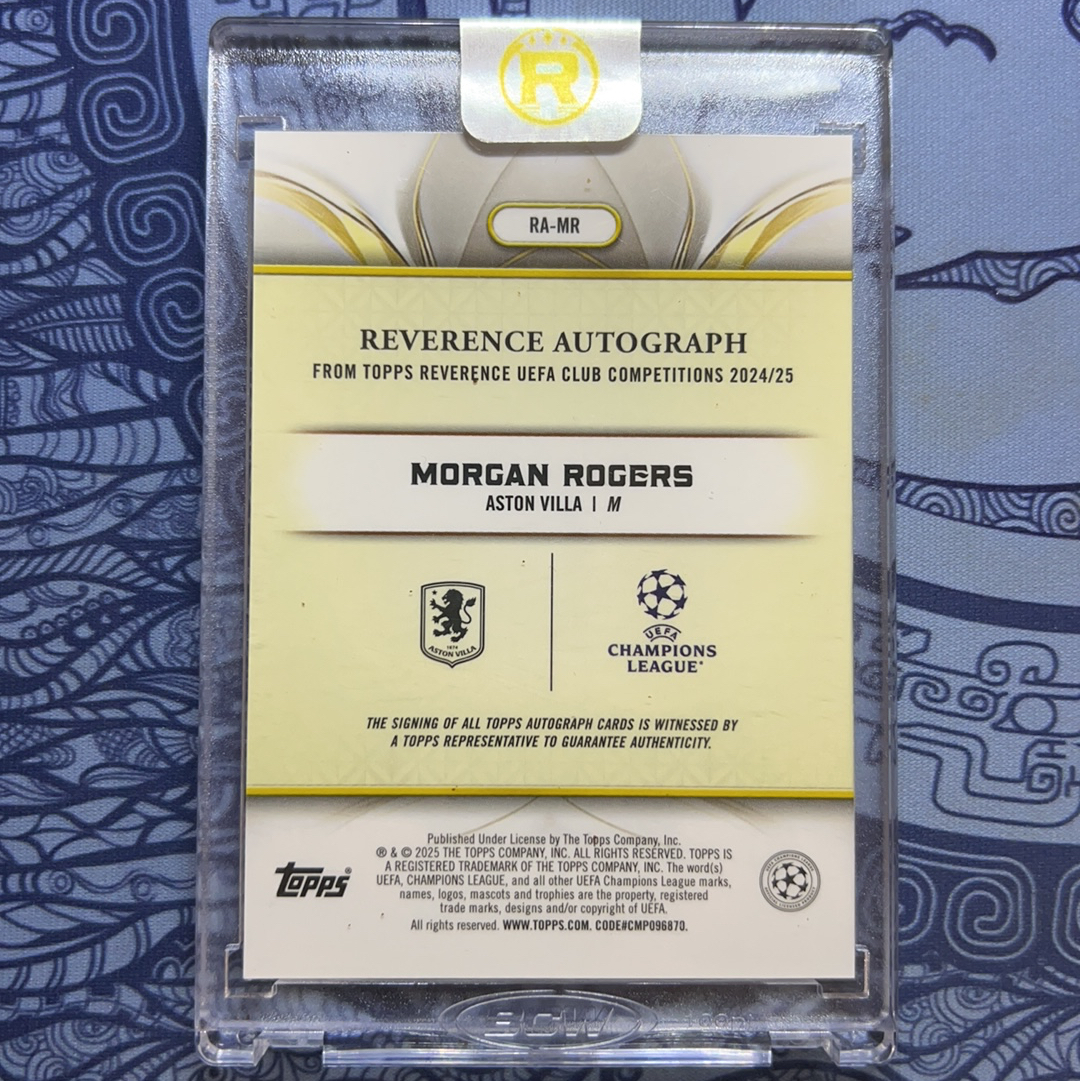 R
RA-MR
REVERENCE AUTOGRAPH
FROM TOPPS REVERENCE UEFA CLUB COMPETITIONS 2024/25
MORGAN ROGERS
ASTON VILLA | M
1874
ASTON VILLA
UEFA
CHAMPIONS
LEAGUE®
THE SIGNING OF ALL TOPPS AUTOGRAPH CARDS IS WITNESSED BY
A TOPPS REPRESENTATIVE TO GUARANTEE AUTHENTICITY.
topps®
Published Under License by The Topps Company, Inc.
® & © 2025 THE TOPPS COMPANY, INC. ALL RIGHTS RESERVED. TOPPS IS
A REGISTERED TRADEMARK OF THE TOPPS COMPANY, INC. The word(s)
UEFA, CHAMPIONS LEAGUE, and all other UEFA Champions League marks,
names, logos, mascots and trophies are the property, registered
trade marks, designs and/or copyright of UEFA.
All rights reserved. WWW.TOPPS.COM. CODE#CMP096870.
BCW